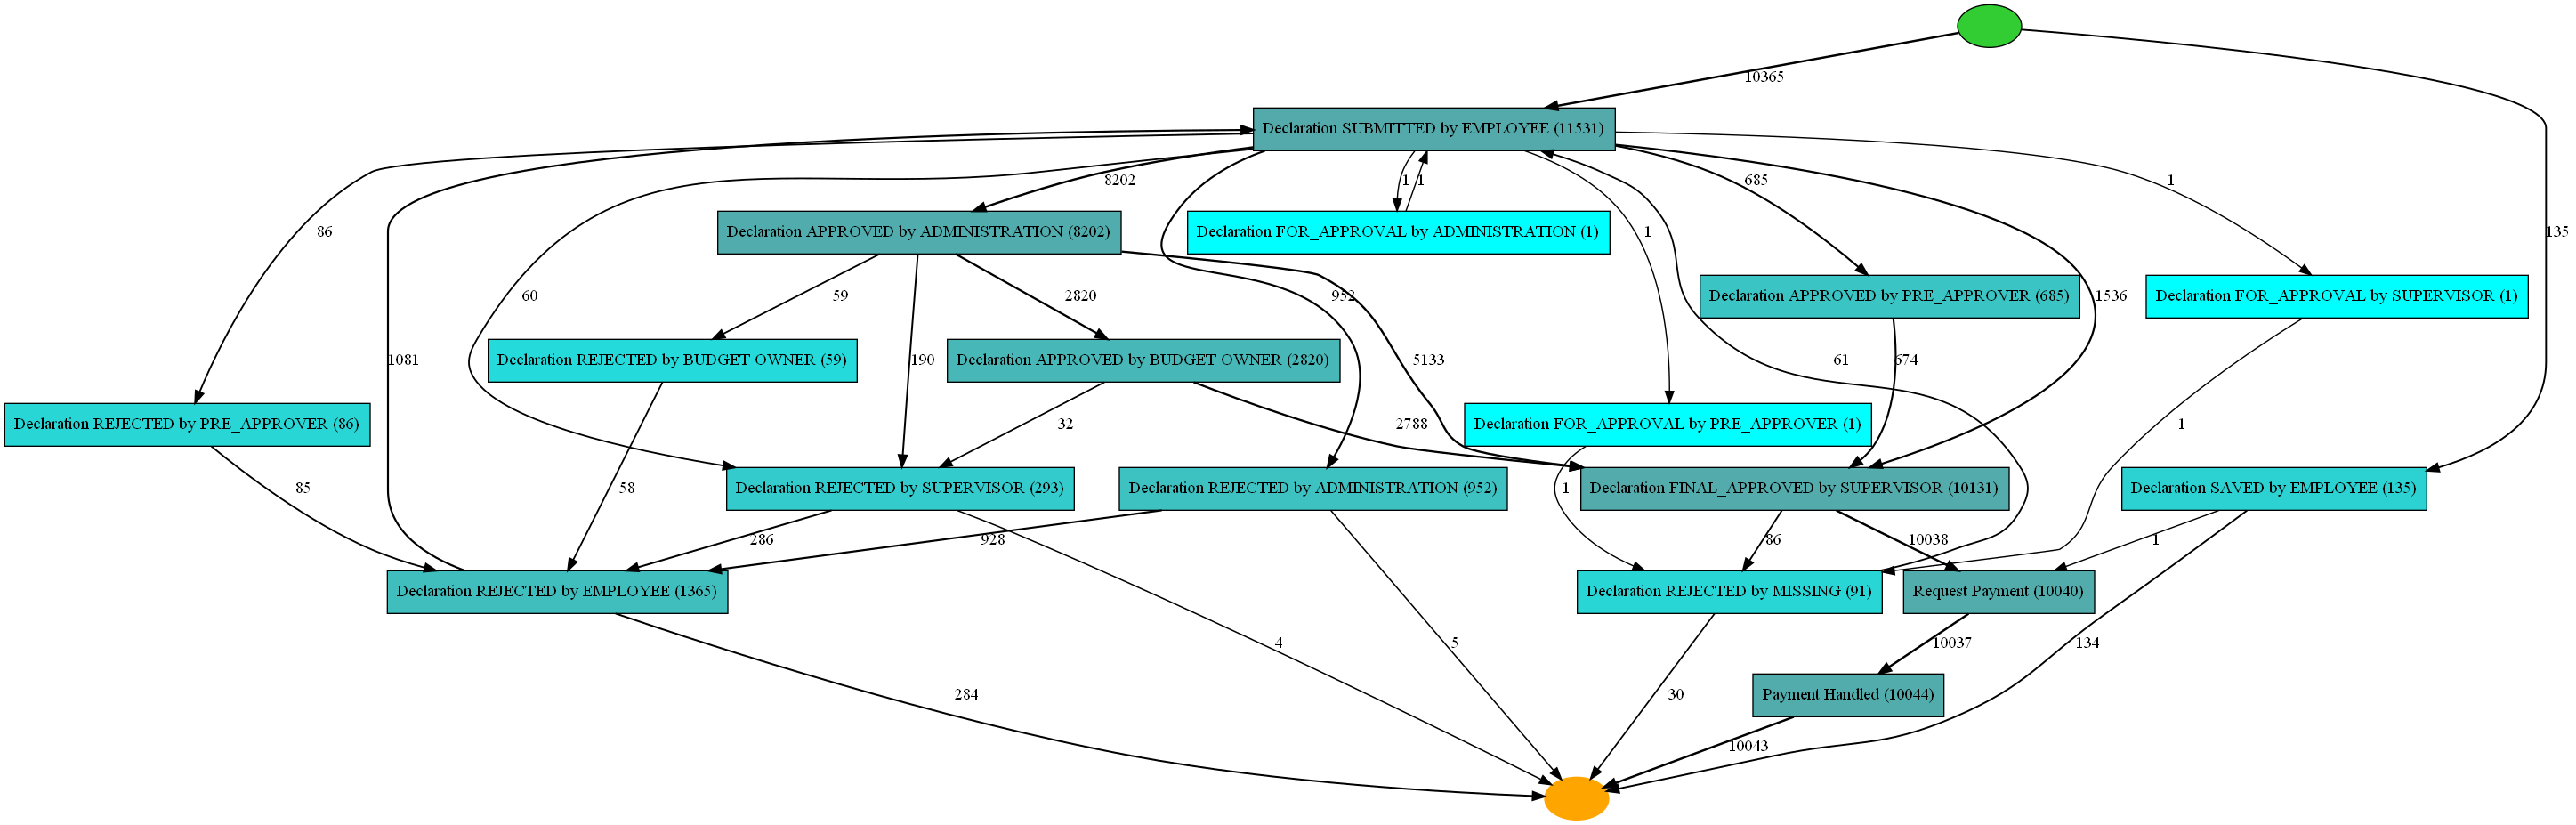 10365
Declaration SUBMITTED by EMPLOYEE (11531)
8202
1
1
685
1
Declaration APPROVED by ADMINISTRATION (8202)
Declaration FOR_APPROVAL by ADMINISTRATION (1)
86
1
135
60
59
2820
952
Declaration APPROVED by PRE_APPROVER (685)
1536
Declaration FOR_APPROVAL by SUPERVISOR (1)
1081
Declaration REJECTED by BUDGET OWNER (59)
190
Declaration APPROVED by BUDGET OWNER (2820)
5133
61
674
Declaration REJECTED by PRE_APPROVER (86)
32
2788
Declaration FOR_APPROVAL by PRE_APPROVER (1)
1
85
58
Declaration REJECTED by SUPERVISOR (293)
Declaration REJECTED by ADMINISTRATION (952)
1
Declaration FINAL_APPROVED by SUPERVISOR (10131)
Declaration SAVED by EMPLOYEE (135)
286
928
86
10038
1
Declaration REJECTED by EMPLOYEE (1365)
Declaration REJECTED by MISSING (91)
Request Payment (10040)
4
5
10037
134
284
30
Payment Handled (10044)
10043